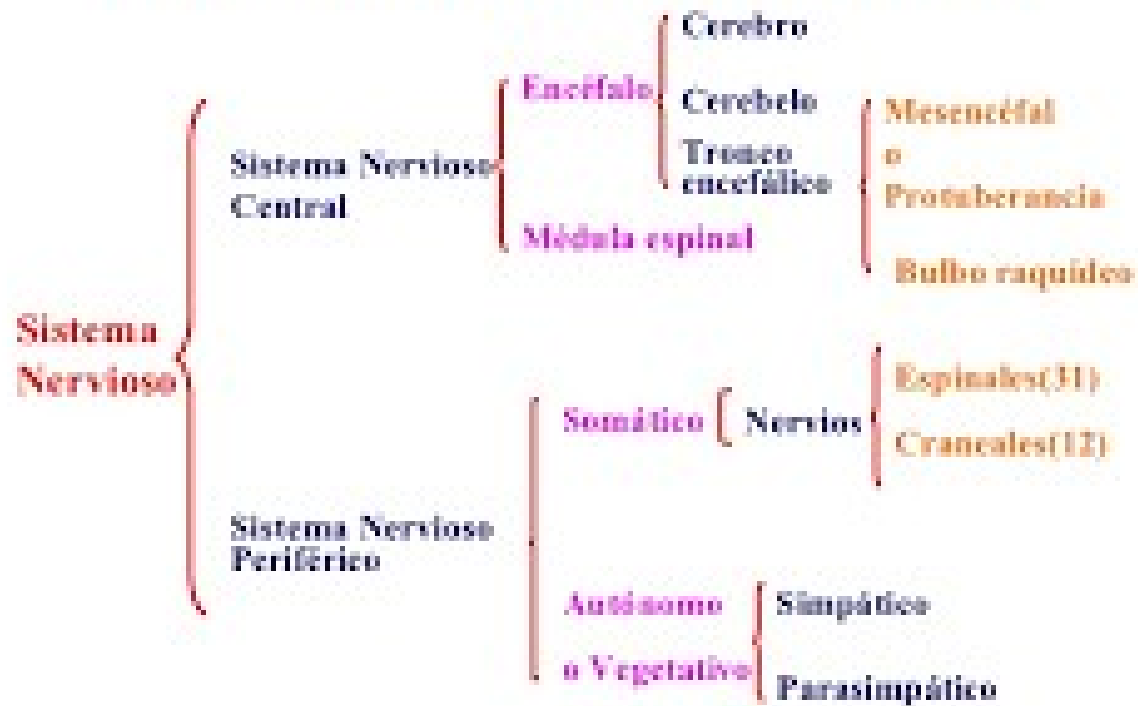 Sistema
Nervioso
Sistema Nervioso
Central
Encéfalo
Cerebro
Cerebelo
Tronco
encefálico
Mesencéfal
o
Protuberancia
Bulbo raquídeo
Médula espinal
Sistema Nervioso
Periférico
Somático
Nervios
Espinales(31)
Craneales(12)
Autónomo
o Vegetativo
Simpático
Parasimpático